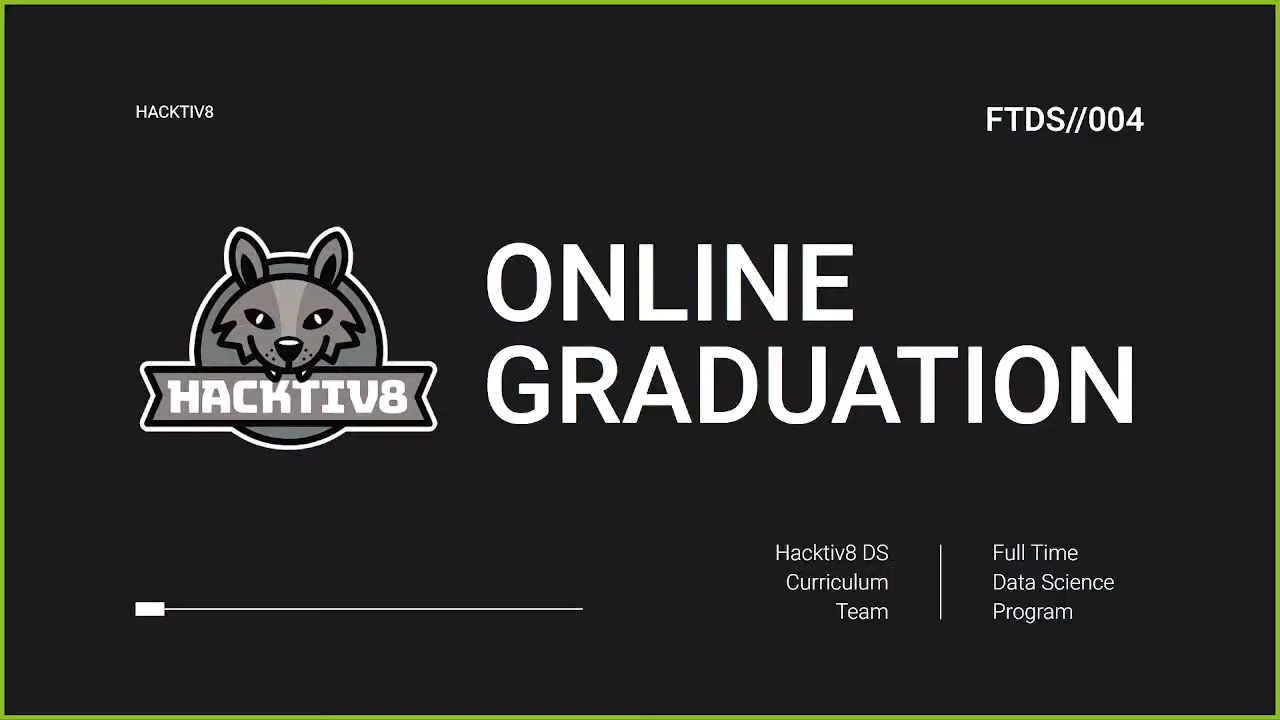 HACKTIV8
FTDS//004
HACKTIV8
ONLINE
GRADUATION
Hacktiv8 DS
Curriculum
Team
Full Time
Data Science
Program